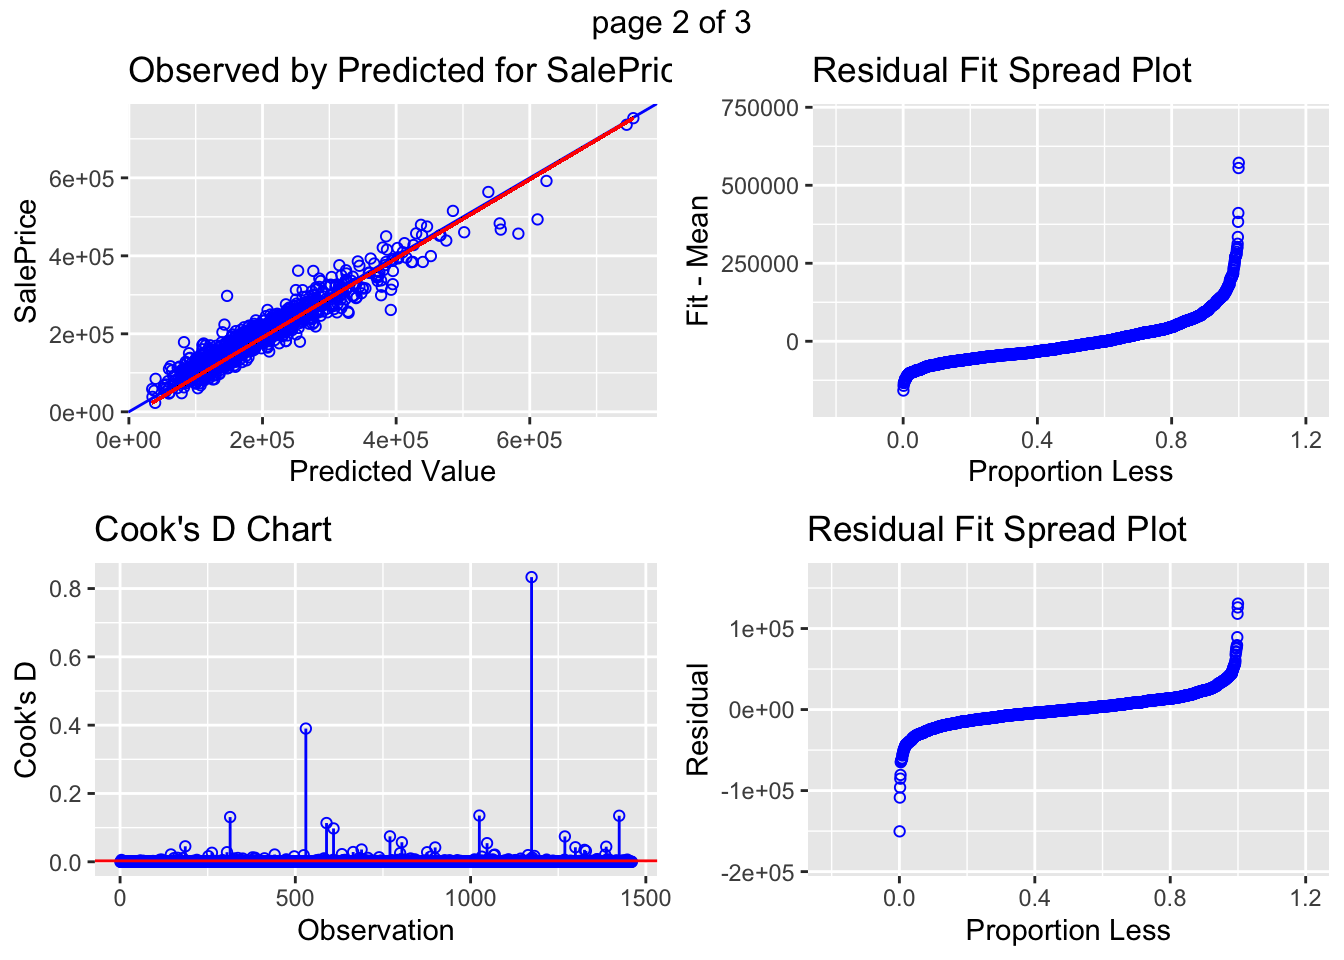 page 2 of 3
Observed by Predicted for SalePric
SalePrice
6e+05
4e+05
2e+05
0e+00
0e+00 2e+05 4e+05 6e+05
Predicted Value
Residual Fit Spread Plot
Fit - Mean
750000
500000
250000
0
0.0 0.4 0.8 1.2
Proportion Less
Cook's D Chart
Cook's D
0.8
0.6
0.4
0.2
0.0
0 500 1000 1500
Observation
Residual Fit Spread Plot
Residual
1e+05
0e+00
-1e+05
-2e+05
0.0 0.4 0.8 1.2
Proportion Less